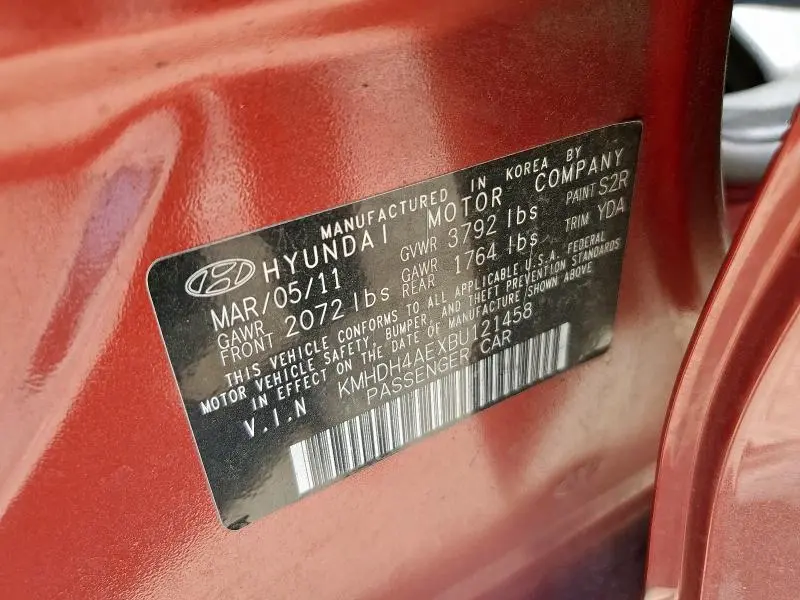 MANUFACTURED IN KOREA BY
HYUNDAI MOTOR COMPANY
MAR/05/11 GVWR 3792 lbs PAINT S2R
GAWR FRONT 2072 lbs GAWR REAR 1764 lbs TRIM YDA
THIS VEHICLE CONFORMS TO ALL APPLICABLE U.S.A. FEDERAL
MOTOR VEHICLE SAFETY, BUMPER, AND THEFT PREVENTION STANDARDS
IN EFFECT ON THE DATE OF MANUFACTURE SHOWN ABOVE
V.I.N KMHDH4AEXBU121458
PASSENGER CAR